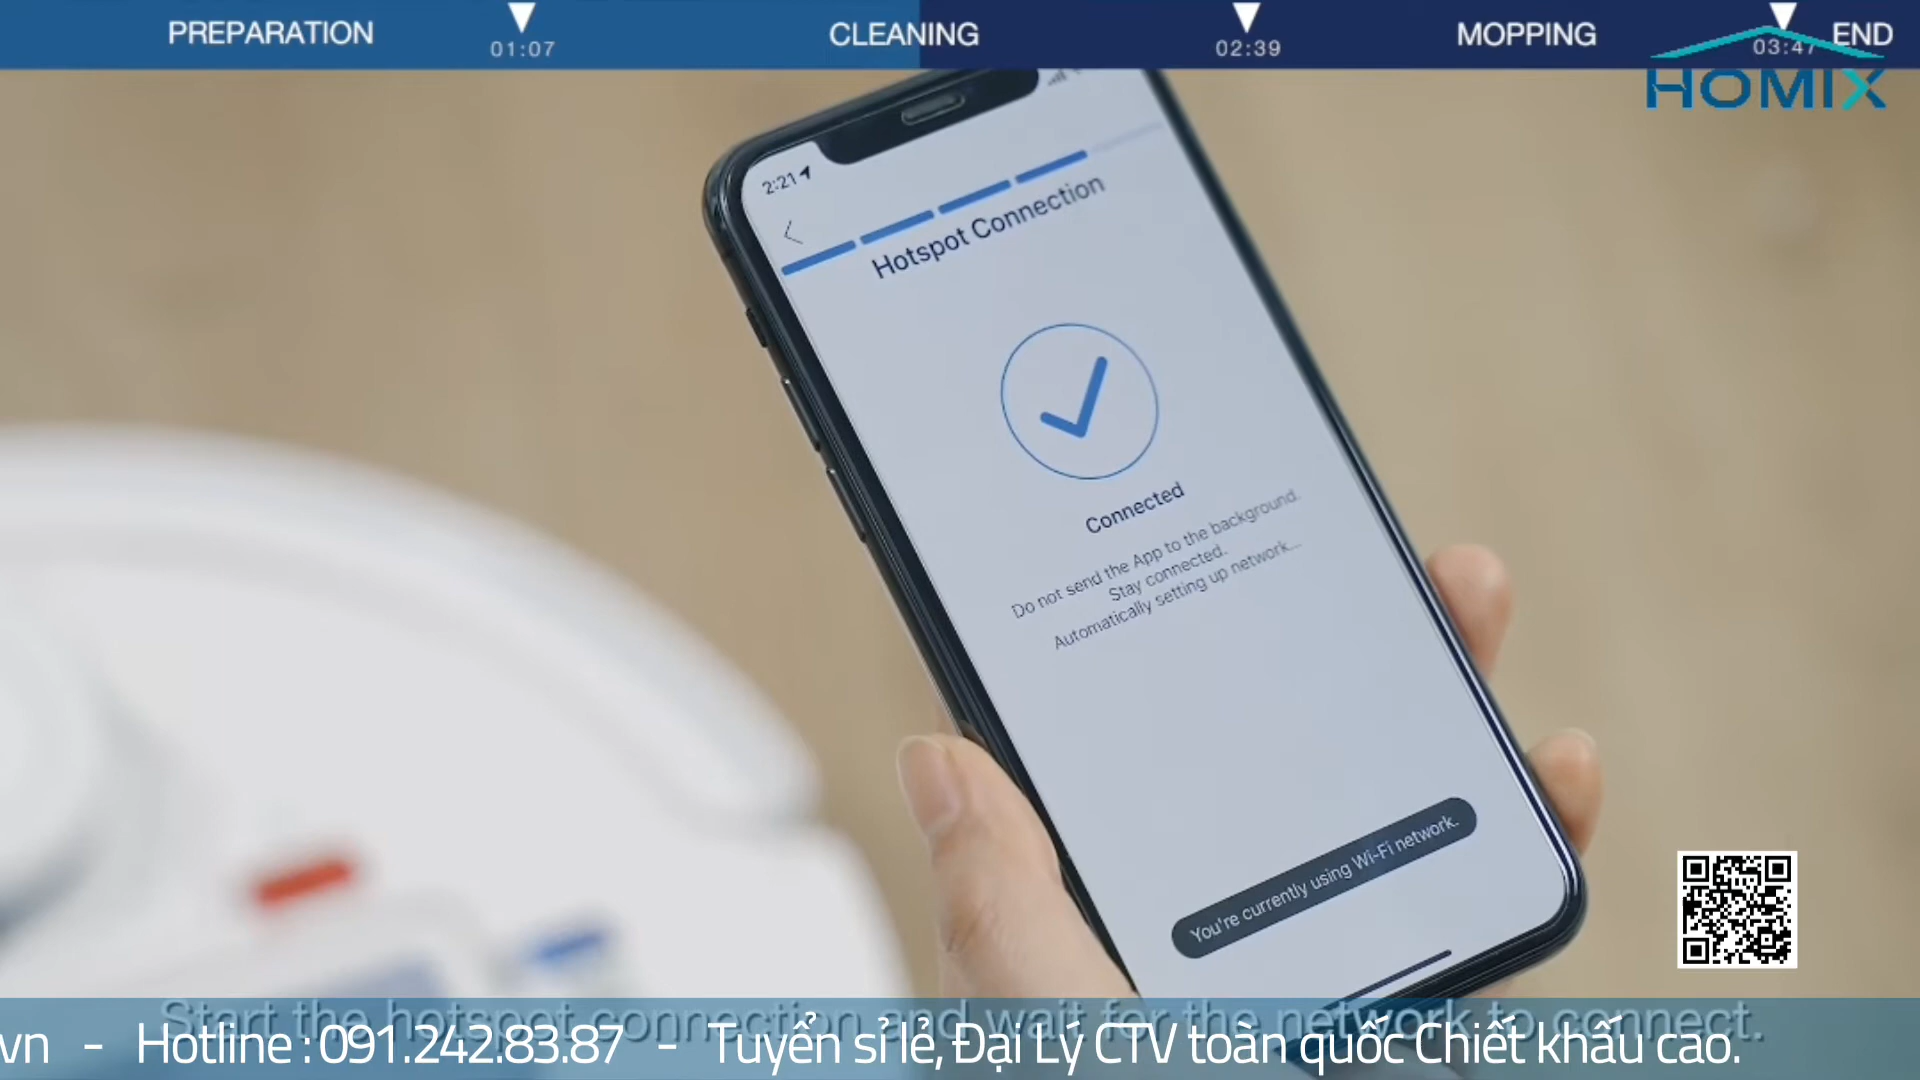 PREPARATION
01:07
CLEANING
02:39
MOPPING
03:47
END
HOMIX
2:21
Hotspot Connection
Connected
Do not send the App to the background.
Stay connected.
Automatically setting up network...
You're currently using Wi-Fi network.
Start the hotspot connection and wait for the network to connect.
vn - Hotline : 091.242.83.87 - Tuyển sỉ lẻ, Đại Lý CTV toàn quốc Chiết khấu cao.